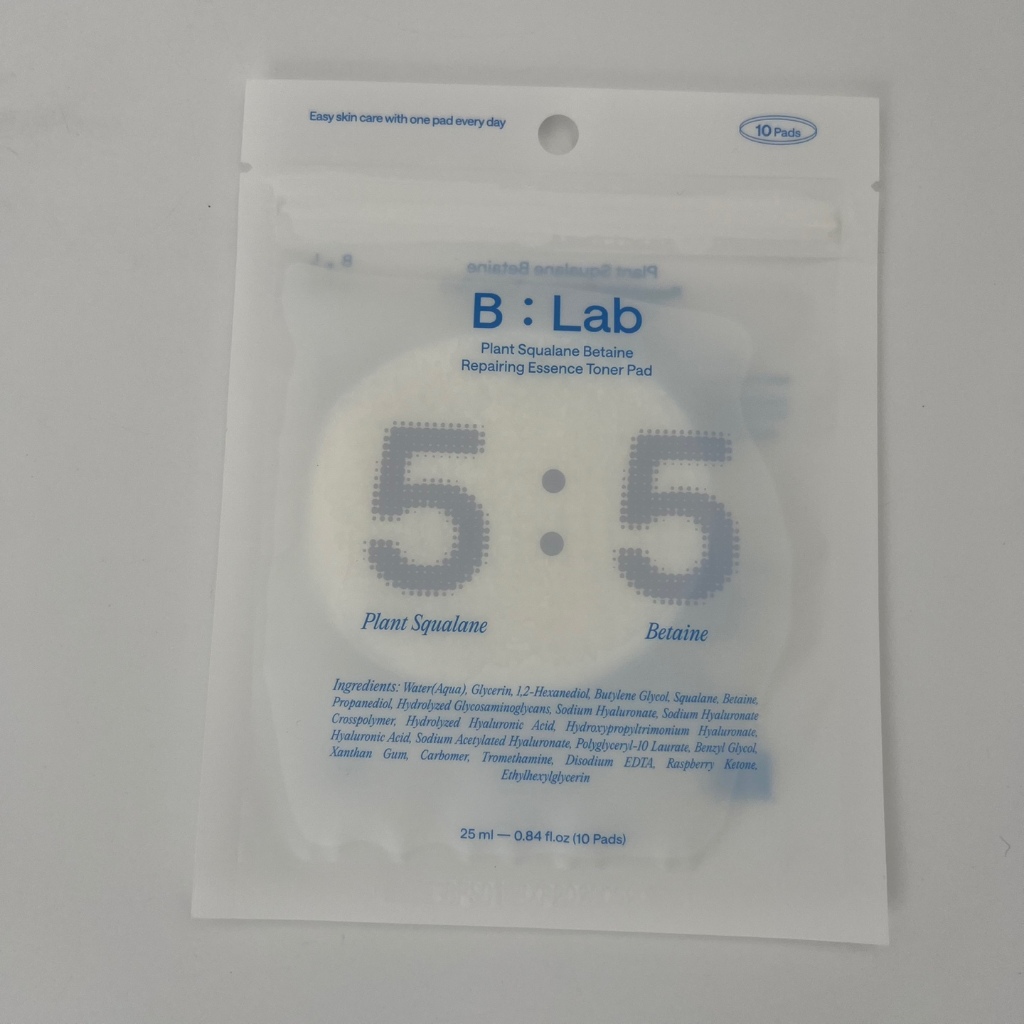 Easy skin care with one pad every day
10 Pads
Plant Squalane Betaine
B : Lab
Plant Squalane Betaine
Repairing Essence Toner Pad
5 : 5
Plant Squalane
Betaine
Ingredients: Water(Aqua), Glycerin, 1,2-Hexanediol, Butylene Glycol, Squalane, Betaine,
Propanediol, Hydrolyzed Glycosaminoglycans, Sodium Hyaluronate, Sodium Hyaluronate
Crosspolymer, Hydrolyzed Hyaluronic Acid, Hydroxypropyltrimonium Hyaluronate,
Hyaluronic Acid, Sodium Acetylated Hyaluronate, Polyglyceryl-10 Laurate, Benzyl Glycol,
Xanthan Gum, Carbomer, Tromethamine, Disodium EDTA, Raspberry Ketone,
Ethylhexylglycerin
25 ml — 0.84 fl.oz (10 Pads)